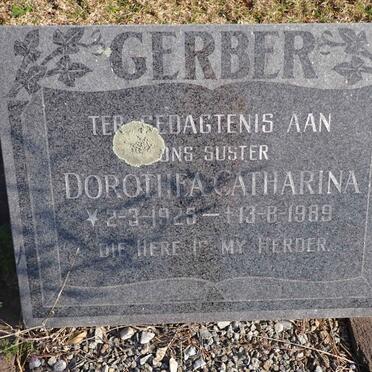 GERBER
TER GEDAGTENIS AAN
ONS SUSTER
DOROTHEA CATHARINA
* 2-3-1925 – †13-8-1989
DIE HERE IS MY HERDER.